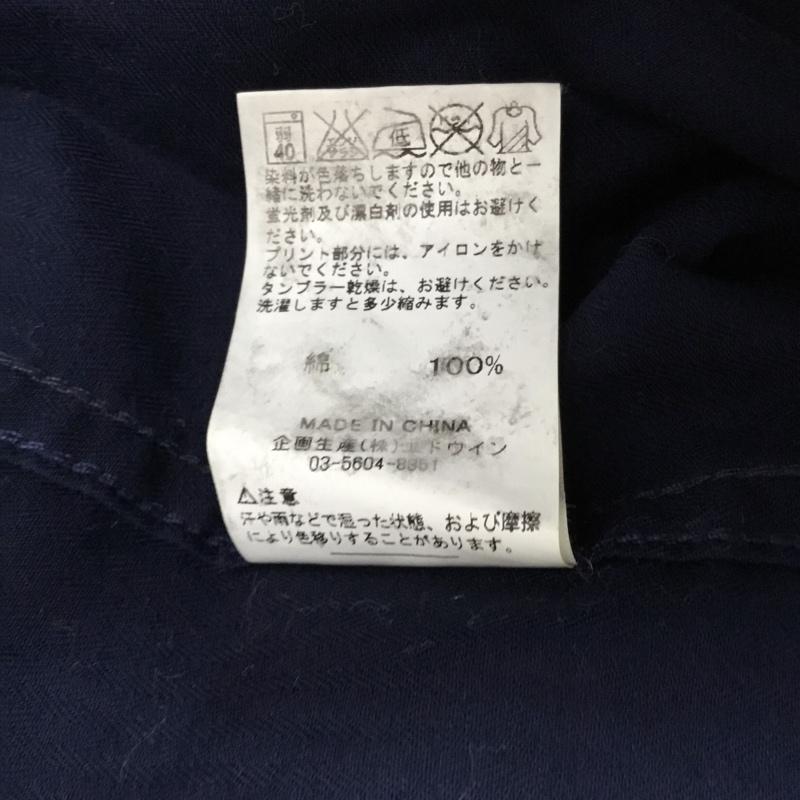 弱
40
低
染料が色落ちしますので他の物と一
緒に洗わないでください。
蛍光剤及び漂白剤の使用はお避けく
ださい。
プリント部分には、アイロンをかけ
ないでください。
タンブラー乾燥は、お避けください。
洗濯しますと多少縮みます。
綿 100%
MADE IN CHINA
企画生産(株)エドウイン
03-5604-8351
⚠注意
汗や雨などで湿った状態、および摩擦
により色移りすることがあります。